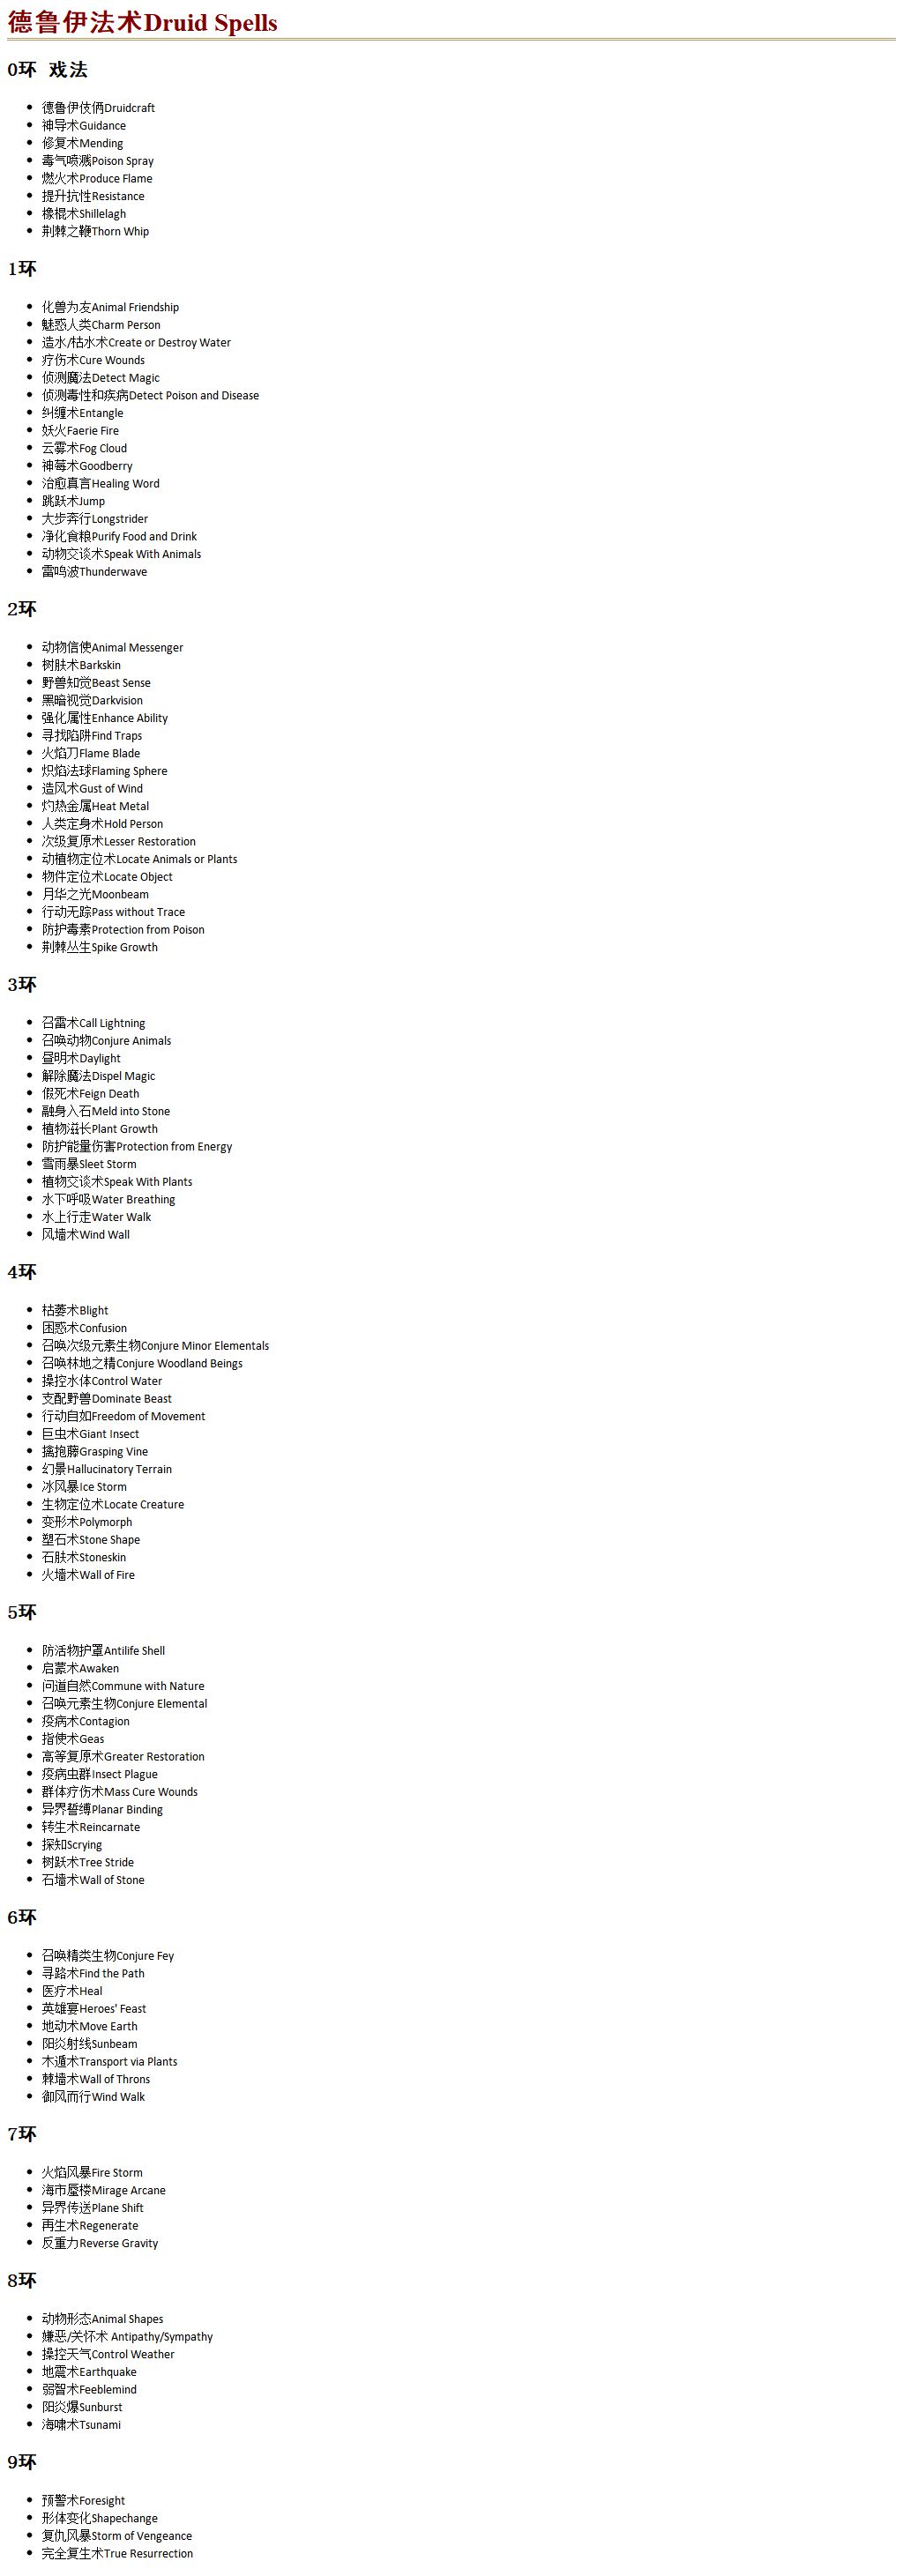 德鲁伊法术Druid Spells
0环 戏法
德鲁伊伎俩Druidcraft
神导术Guidance
修复术Mending
毒气喷溅Poison Spray
燃火术Produce Flame
提升抗性Resistance
橡棍术Shillelagh
荆棘之鞭Thorn Whip
1环
化兽为友Animal Friendship
魅惑人类Charm Person
造水/枯水术Create or Destroy Water
疗伤术Cure Wounds
侦测魔法Detect Magic
侦测毒性和疾病Detect Poison and Disease
纠缠术Entangle
妖火Faerie Fire
云雾术Fog Cloud
神莓术Goodberry
治愈真言Healing Word
跳跃术Jump
大步奔行Longstrider
净化食粮Purify Food and Drink
动物交谈术Speak With Animals
雷鸣波Thunderwave
2环
动物信使Animal Messenger
树肤术Barkskin
野兽知觉Beast Sense
黑暗视觉Darkvision
强化属性Enhance Ability
寻找陷阱Find Traps
火焰刀Flame Blade
炽焰法球Flaming Sphere
造风术Gust of Wind
灼热金属Heat Metal
人类定身术Hold Person
次级复原术Lesser Restoration
动植物定位术Locate Animals or Plants
物件定位术Locate Object
月华之光Moonbeam
行动无踪Pass without Trace
防护毒素Protection from Poison
荆棘丛生Spike Growth
3环
召雷术Call Lightning
召唤动物Conjure Animals
昼明术Daylight
解除魔法Dispel Magic
假死术Feign Death
融身入石Meld into Stone
植物滋长Plant Growth
防护能量伤害Protection from Energy
雪雨暴Sleet Storm
植物交谈术Speak With Plants
水下呼吸Water Breathing
水上行走Water Walk
风墙术Wind Wall
4环
枯萎术Blight
困惑术Confusion
召唤次级元素生物Conjure Minor Elementals
召唤林地之精Conjure Woodland Beings
操控水体Control Water
支配野兽Dominate Beast
行动自如Freedom of Movement
巨虫术Giant Insect
擒抱藤Grasping Vine
幻景Hallucinatory Terrain
冰风暴Ice Storm
生物定位术Locate Creature
变形术Polymorph
塑石术Stone Shape
石肤术Stoneskin
火墙术Wall of Fire
5环
防活物护罩Antilife Shell
启蒙术Awaken
问道自然Commune with Nature
召唤元素生物Conjure Elemental
疫病术Contagion
指使术Geas
高等复原术Greater Restoration
疫病虫群Insect Plague
群体疗伤术Mass Cure Wounds
异界誓缚Planar Binding
转生术Reincarnate
探知Scrying
树跃术Tree Stride
石墙术Wall of Stone
6环
召唤精类生物Conjure Fey
寻路术Find the Path
医疗术Heal
英雄宴Heroes' Feast
地动术Move Earth
阳炎射线Sunbeam
木遁术Transport via Plants
棘墙术Wall of Throns
御风而行Wind Walk
7环
火焰风暴Fire Storm
海市蜃楼Mirage Arcane
异界传送Plane Shift
再生术Regenerate
反重力Reverse Gravity
8环
动物形态Animal Shapes
嫌恶/关怀术 Antipathy/Sympathy
操控天气Control Weather
地震术Earthquake
弱智术Feeblemind
阳炎爆Sunburst
海啸术Tsunami
9环
预警术Foresight
形体变化Shapechange
复仇风暴Storm of Vengeance
完全复生术True Resurrection